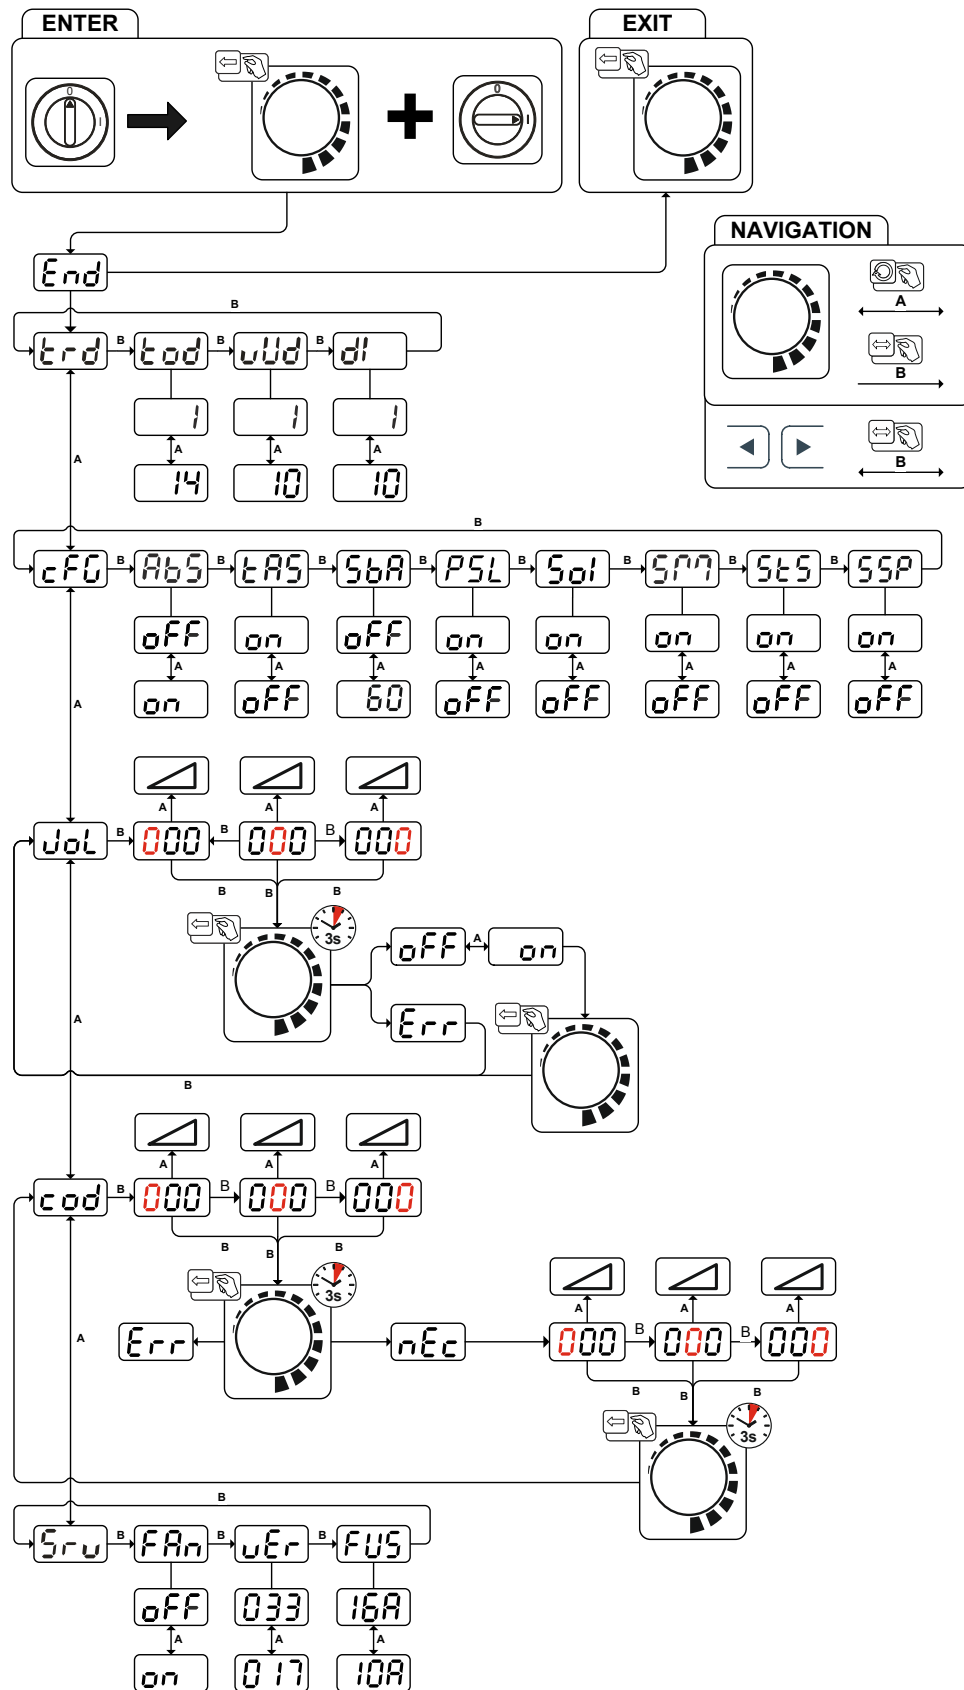 ENTER
EXIT
0
I
0
I
NAVIGATION
A
B
B
End
B
trd
B
tod
B
uUd
B
dI
1
1
1
A
A
A
A
14
10
10
B
cFG
B
AbS
B
tAS
B
SbA
B
PSL
B
Sol
B
SM
B
StS
B
SSP
oFF
on
oFF
on
on
on
on
on
A
A
A
A
A
A
A
A
A
on
oFF
60
oFF
oFF
oFF
oFF
oFF
A
A
A
JoL
B
000
B
000
B
000
B
B
B
3s
oFF
A
on
Err
A
B
A
A
A
cod
B
000
B
000
B
000
B
B
B
3s
Err
nEc
A
A
A
A
000
B
000
B
000
B
B
B
3s
B
Srv
B
FAn
B
uEr
B
FUS
oFF
033
16A
A
A
A
on
017
10A